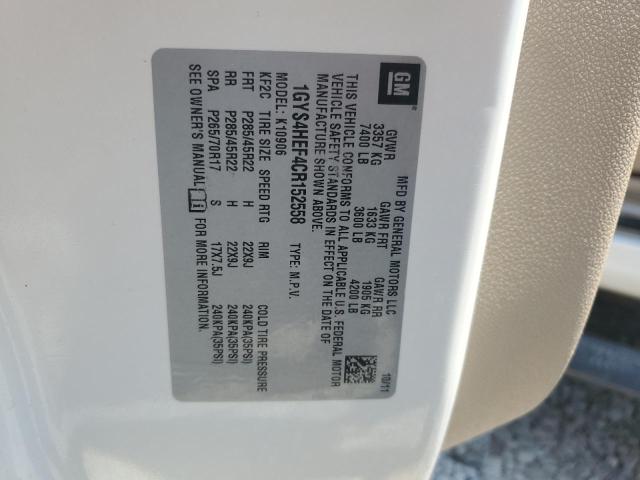 GM
MFD BY GENERAL MOTORS LLC 10/11
GVWR GAWR FRT GAWR RR
3357 KG 1633 KG 1905 KG
7400 LB 3600 LB 4200 LB
THIS VEHICLE CONFORMS TO ALL APPLICABLE U.S. FEDERAL MOTOR
VEHICLE SAFETY STANDARDS IN EFFECT ON THE DATE OF
MANUFACTURE SHOWN ABOVE.
1GYS4HEF4CR152558 TYPE: M.P.V.
MODEL: K10906
KF2C TIRE SIZE SPEED RTG RIM COLD TIRE PRESSURE
FRT P285/45R22 H 22X9J 240KPA(35PSI)
RR P285/45R22 H 22X9J 240KPA(35PSI)
SPA P265/70R17 S 17X7.5J 240KPA(35PSI)
SEE OWNER'S MANUAL FOR MORE INFORMATION.